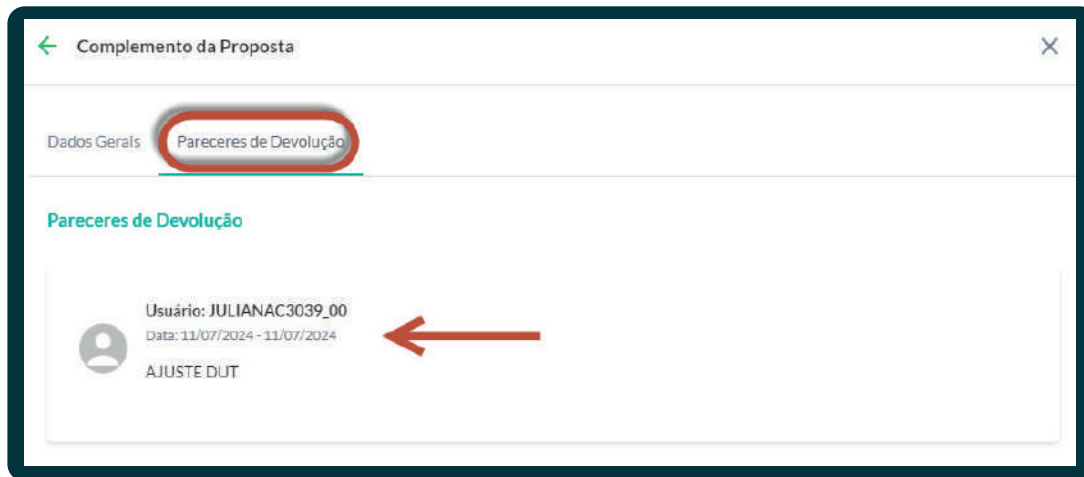 Complemento da Proposta
Dados Gerais Pareceres de Devolução
Pareceres de Devolução
Usuário: JULIANAC3039_00
Data: 11/07/2024 - 11/07/2024
AJUSTE DUT